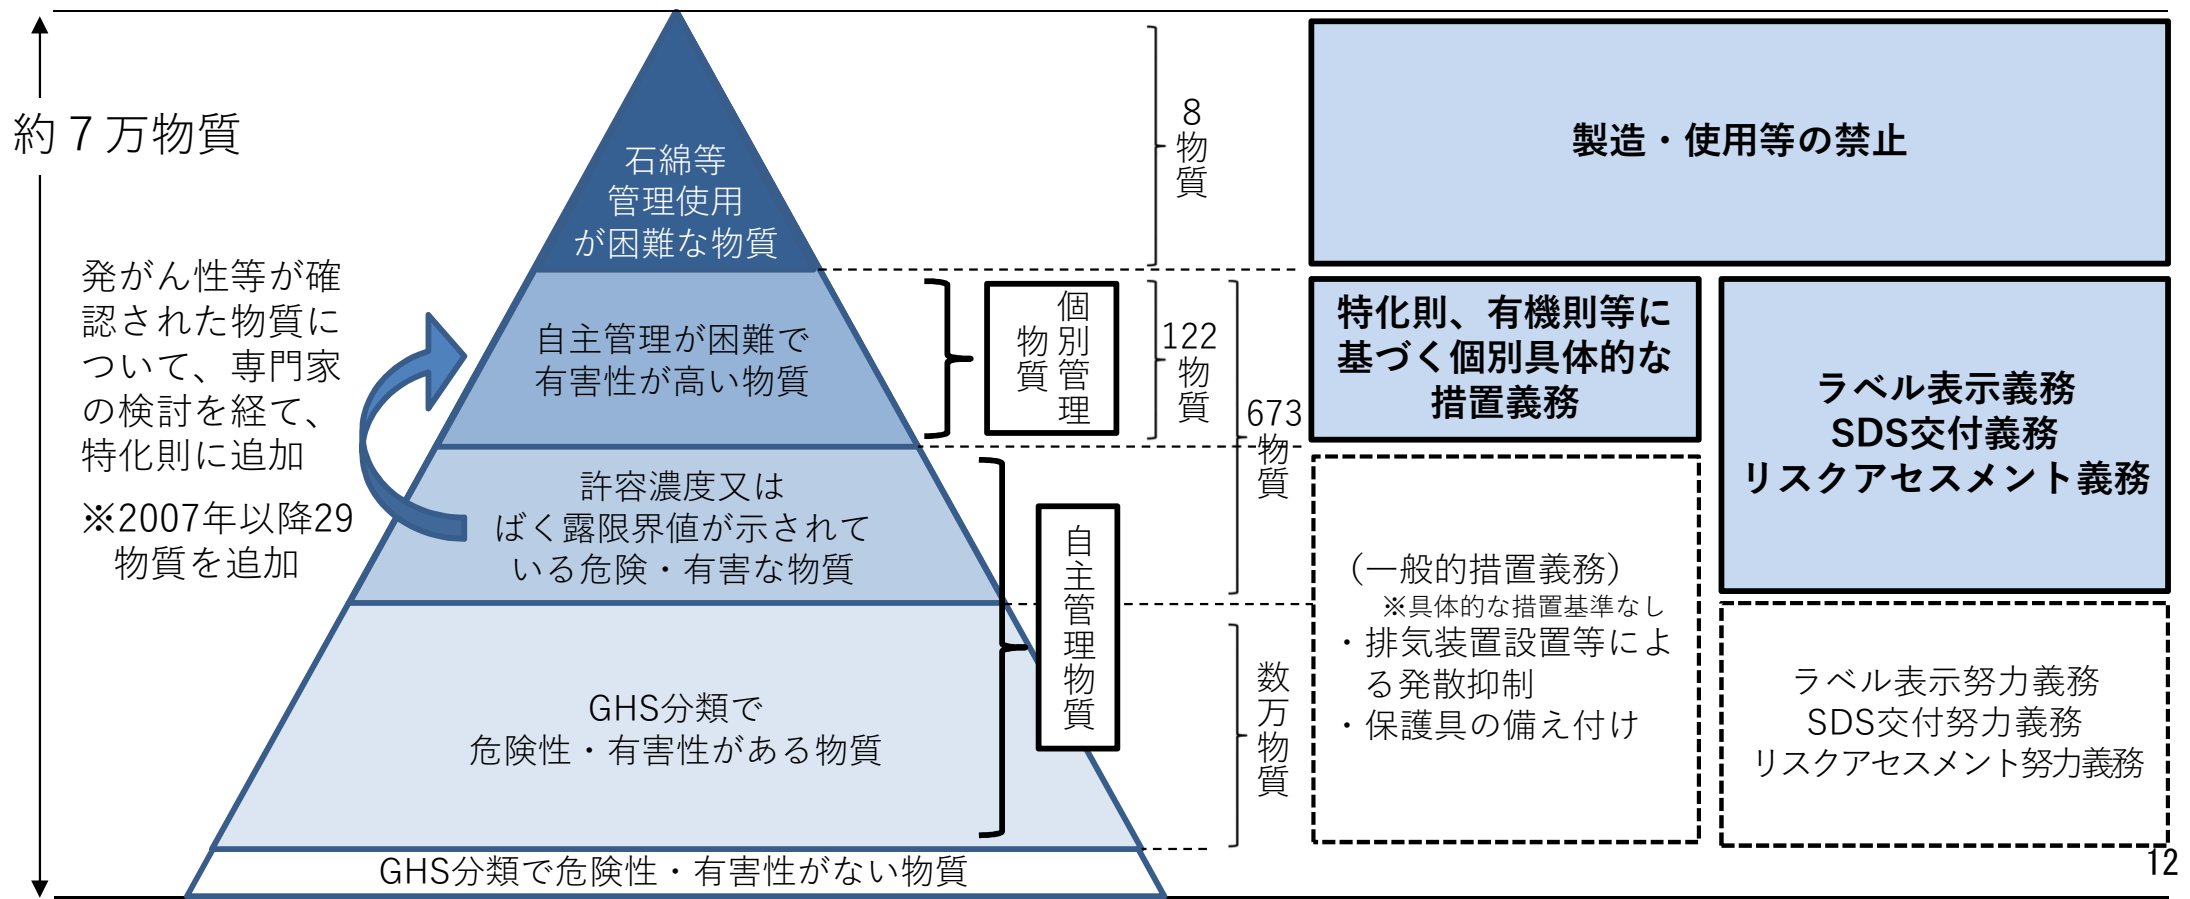 約７万物質
発がん性等が確
認された物質に
ついて、専門家
の検討を経て、
特化則に追加
※2007年以降29
物質を追加
石綿等
管理使用
が困難な物質
自主管理が困難で
有害性が高い物質
許容濃度又は
ばく露限界値が示されて
いる危険・有害な物質
GHS分類で
危険性・有害性がある物質
GHS分類で危険性・有害性がない物質
個別管理
物質
自主管理物質
8
物質
122
物質
673
物質
数万物質
製造・使用等の禁止
特化則、有機則等に
基づく個別具体的な
措置義務
ラベル表示義務
SDS交付義務
リスクアセスメント義務
（一般的措置義務）
※具体的な措置基準なし
・排気装置設置等によ
る発散抑制
・保護具の備え付け
ラベル表示努力義務
SDS交付努力義務
リスクアセスメント努力義務
12